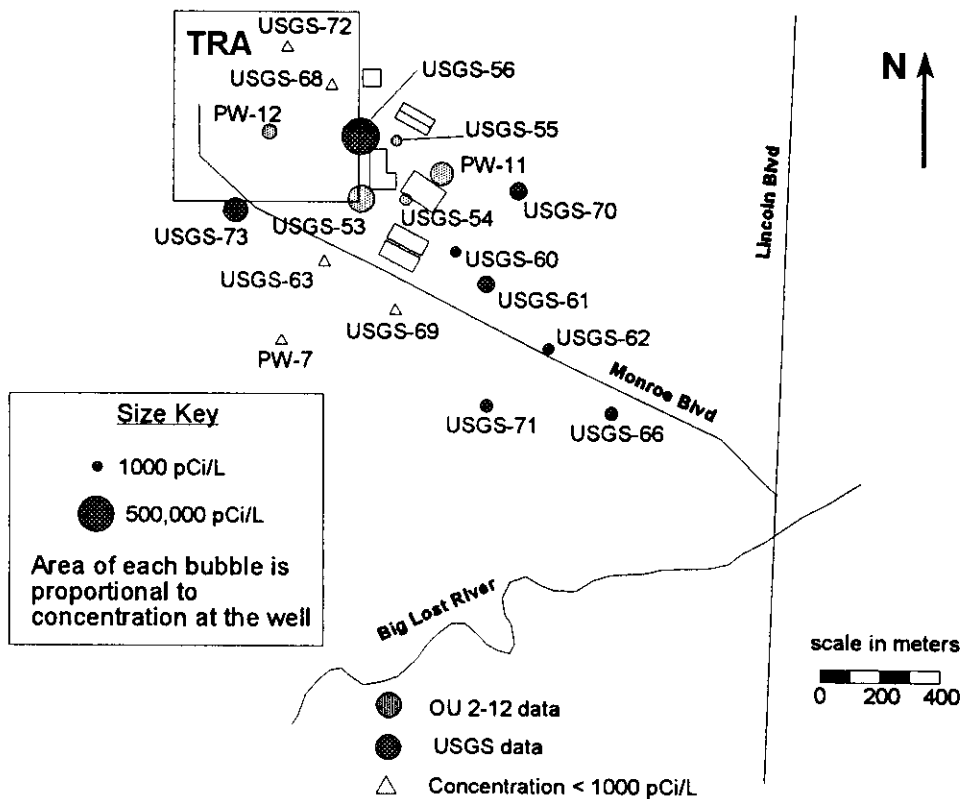 USGS-72
TRA
USGS-68
USGS-56
N
PW-12
USGS-55
PW-11
USGS-70
USGS-53
USGS-54
USGS-73
USGS-60
USGS-63
USGS-61
USGS-69
USGS-62
PW-7
Monroe Blvd
Lincoln Blvd
USGS-71
USGS-66
Size Key
1000 pCi/L
500,000 pCi/L
Area of each bubble is
proportional to
concentration at the well
Big Lost River
scale in meters
0 200 400
OU 2-12 data
USGS data
Concentration < 1000 pCi/L